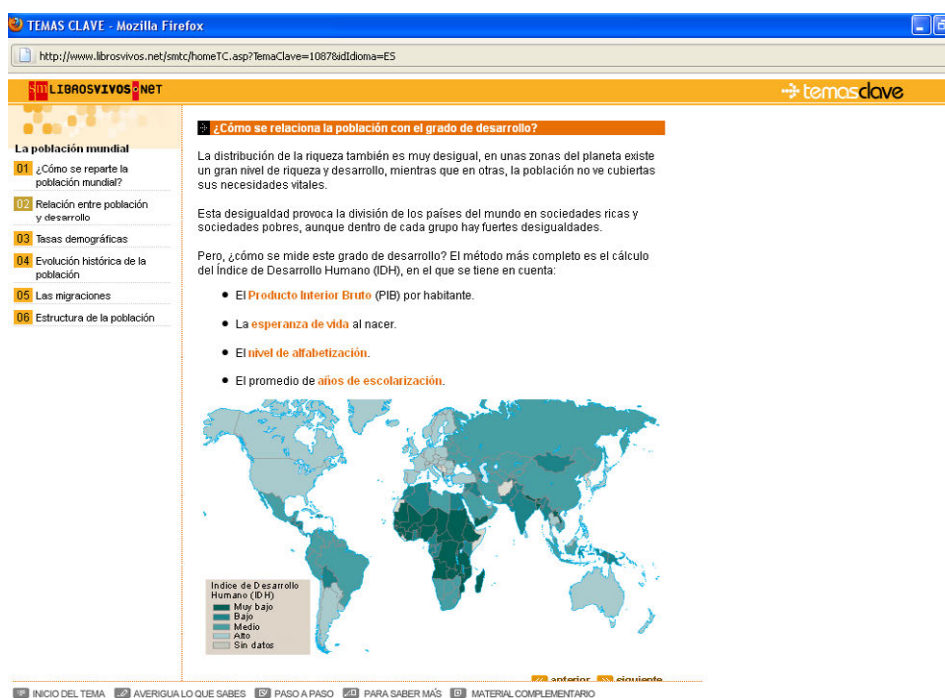 TEMAS CLAVE - Mozilla Firefox
http://www.librosvivos.net/smtc/homeTC.asp?TemaClave=1087&idIdioma=ES
sm LIBROSVIVOS.NET
temasclave
La población mundial
01 ¿Cómo se reparte la
población mundial?
02 Relación entre población
y desarrollo
03 Tasas demográficas
04 Evolución histórica de la
población
05 Las migraciones
06 Estructura de la población
¿Cómo se relaciona la población con el grado de desarrollo?
La distribución de la riqueza también es muy desigual, en unas zonas del planeta existe
un gran nivel de riqueza y desarrollo, mientras que en otras, la población no ve cubiertas
sus necesidades vitales.
Esta desigualdad provoca la división de los países del mundo en sociedades ricas y
sociedades pobres, aunque dentro de cada grupo hay fuertes desigualdades.
Pero, ¿cómo se mide este grado de desarrollo? El método más completo es el cálculo
del Índice de Desarrollo Humano (IDH), en el que se tiene en cuenta:
El Producto Interior Bruto (PIB) por habitante.
La esperanza de vida al nacer.
El nivel de alfabetización.
El promedio de años de escolarización.
Indice de Desarrollo
Humano (IDH)
Muy bajo
Bajo
Medio
Alto
Sin datos
anterior siguiente
INICIO DEL TEMA AVERIGUA LO QUE SABES PASO A PASO PARA SABER MÁS MATERIAL COMPLEMENTARIO